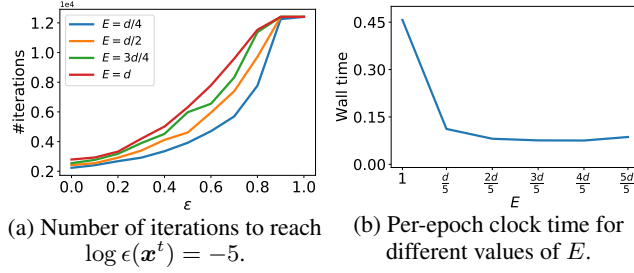 1e4
E = d/4
E = d/2
E = 3d/4
E = d
1.2
1.0
0.8
0.6
0.4
0.2
#iterations
0.0 0.2 0.4 0.6 0.8 1.0
ε
(a) Number of iterations to reach
log ϵ(x^t) = −5.
0.45
0.30
0.15
0.00
Wall time
1 d/5 2d/5 3d/5 4d/5 5d/5
E
(b) Per-epoch clock time for
different values of E.